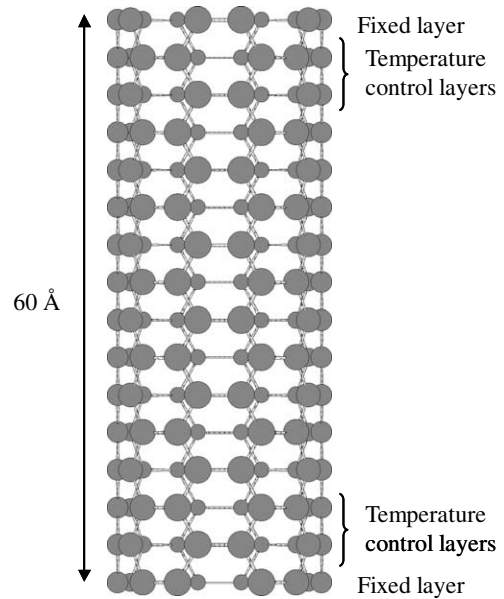 Fixed layer
Temperature
control layers
60 Å
Temperature
control layers
Fixed layer